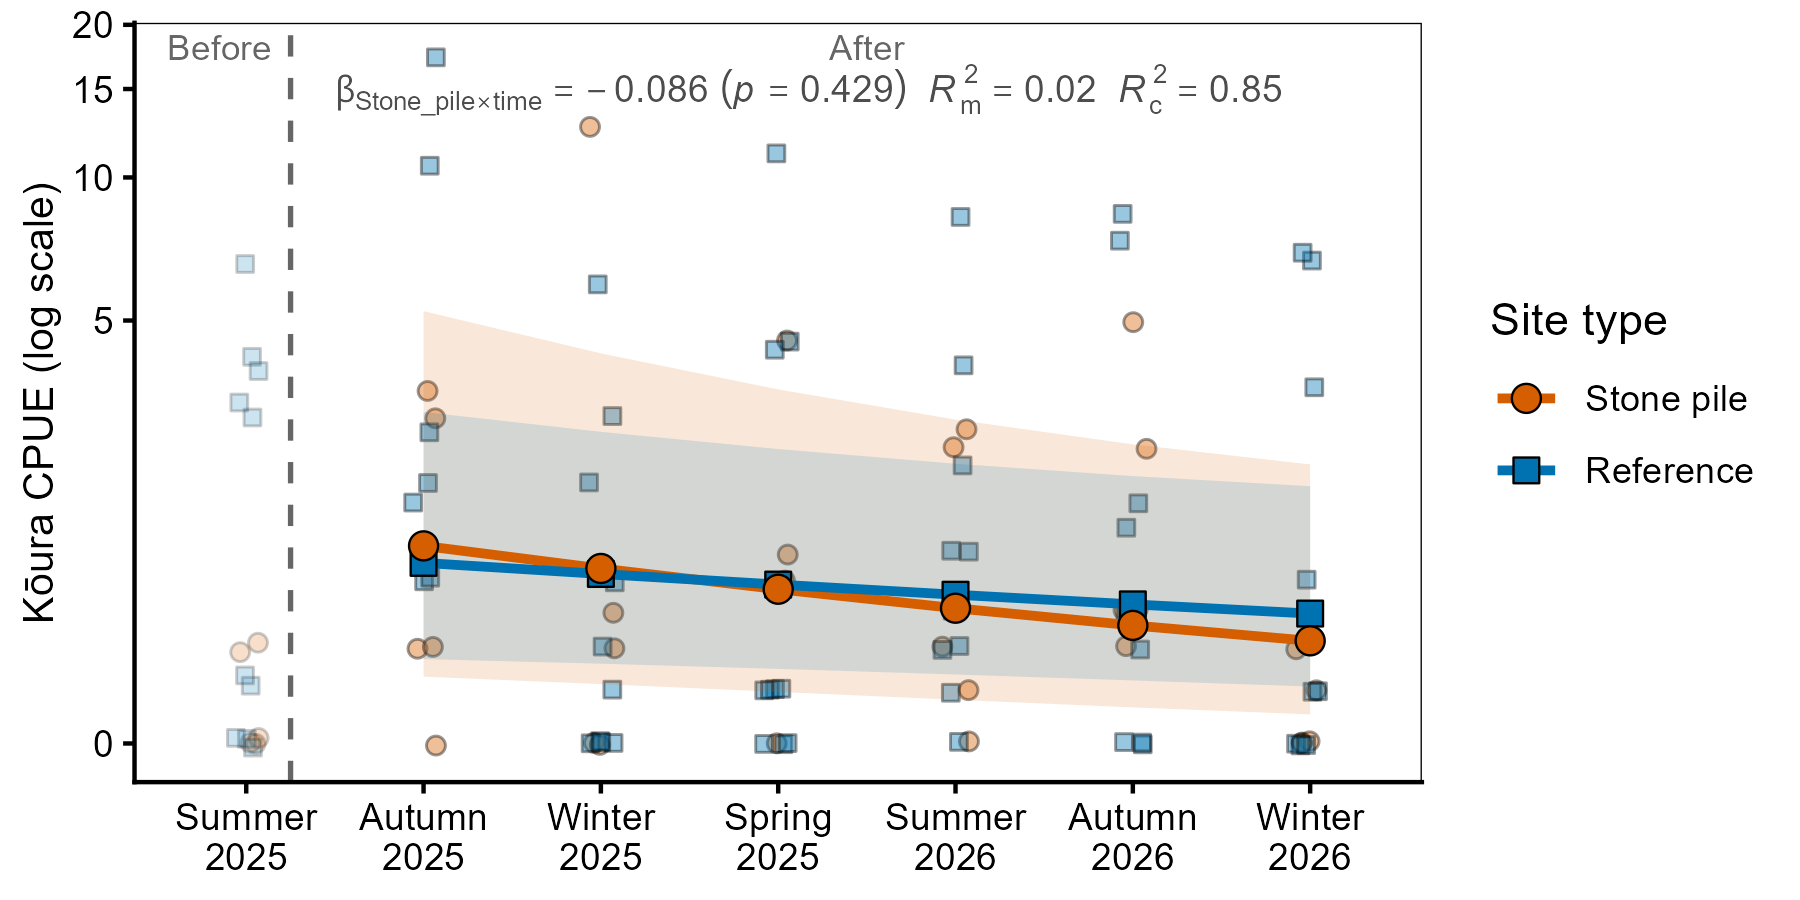 20
15
10
5
0
Kōura CPUE (log scale)
Before
After
βStone_pile×time = − 0.086 (p = 0.429) R²m = 0.02 R²c = 0.85
Summer 2025
Autumn 2025
Winter 2025
Spring 2025
Summer 2026
Autumn 2026
Winter 2026
Site type
Stone pile
Reference